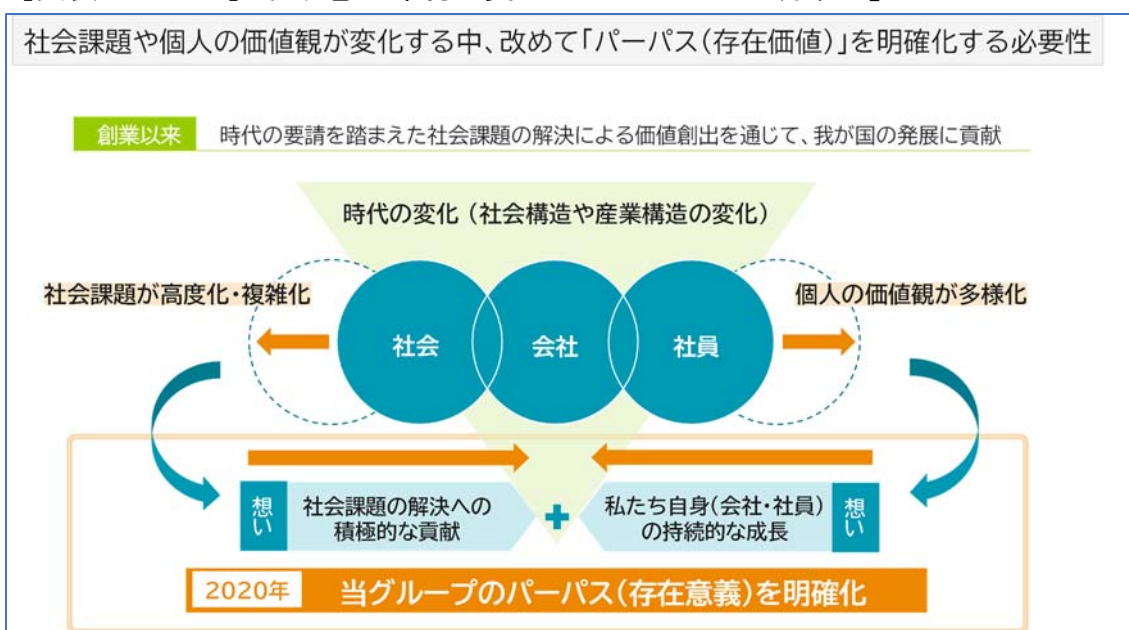 社会課題や個人の価値観が変化する中、改めて「パーパス(存在価値)」を明確化する必要性
創業以来
時代の要請を踏まえた社会課題の解決による価値創出を通じて、我が国の発展に貢献
時代の変化（社会構造や産業構造の変化）
社会課題が高度化・複雑化
個人の価値観が多様化
社会
会社
社員
想い
社会課題の解決への
積極的な貢献
+
私たち自身(会社・社員)
の持続的な成長
想い
2020年
当グループのパーパス(存在意義)を明確化